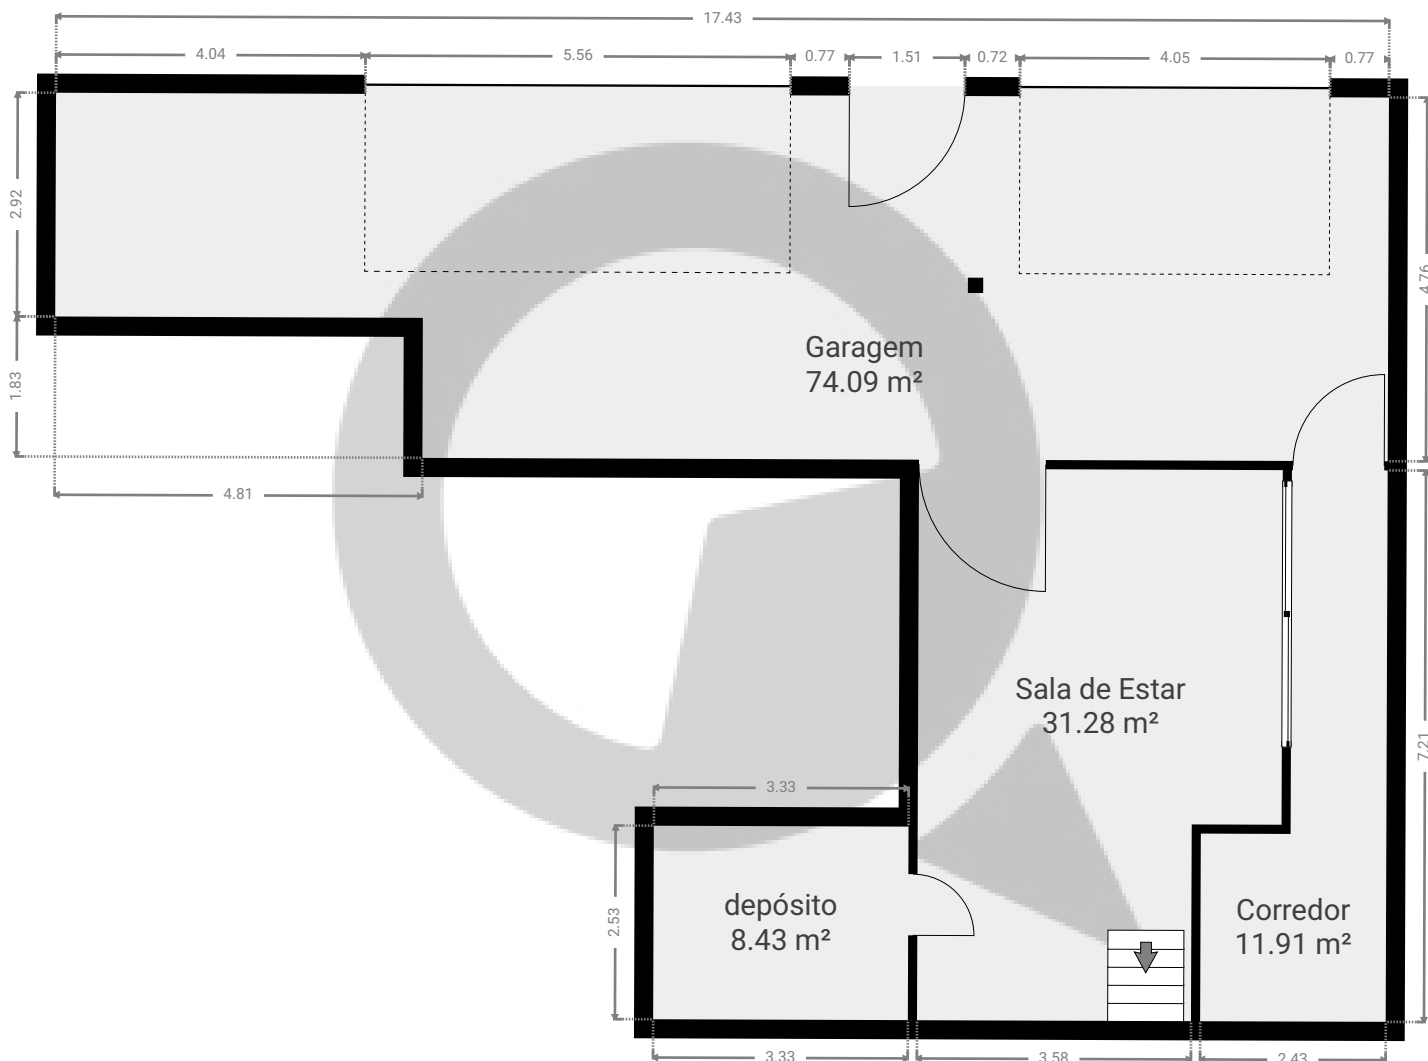 17.43
4.04
5.56
0.77
1.51
0.72
4.05
0.77
2.92
4.76
1.83
Garagem
74.09 m²
4.81
Sala de Estar
31.28 m²
7.21
3.33
2.53
depósito
8.43 m²
Corredor
11.91 m²
3.33
3.58
2.43